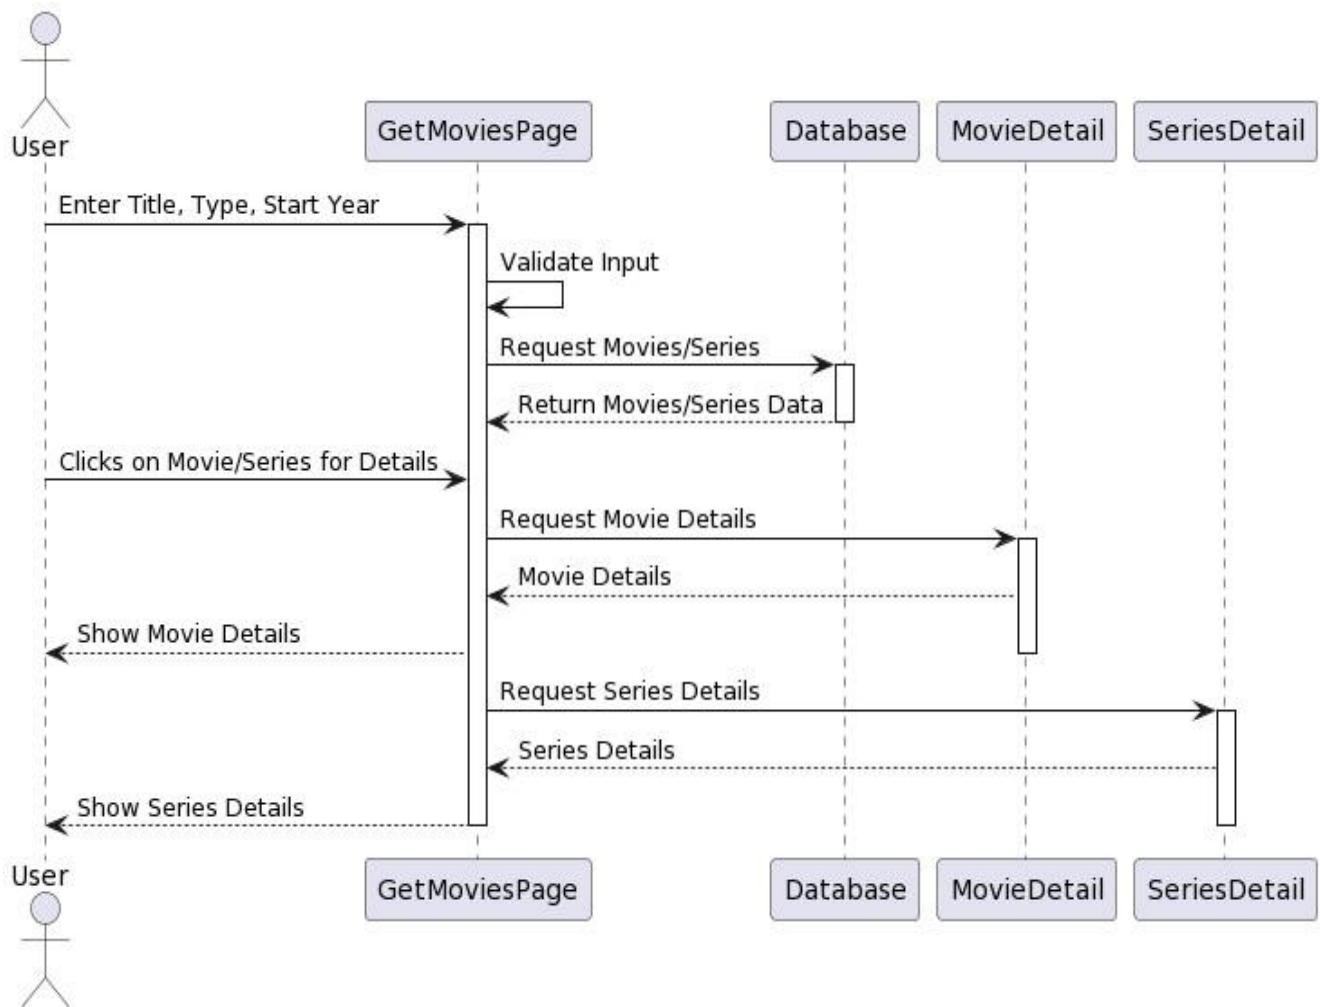 User
GetMoviesPage
Database
MovieDetail
SeriesDetail
Enter Title, Type, Start Year
Validate Input
Request Movies/Series
Return Movies/Series Data
Clicks on Movie/Series for Details
Request Movie Details
Movie Details
Show Movie Details
Request Series Details
Series Details
Show Series Details
User
GetMoviesPage
Database
MovieDetail
SeriesDetail